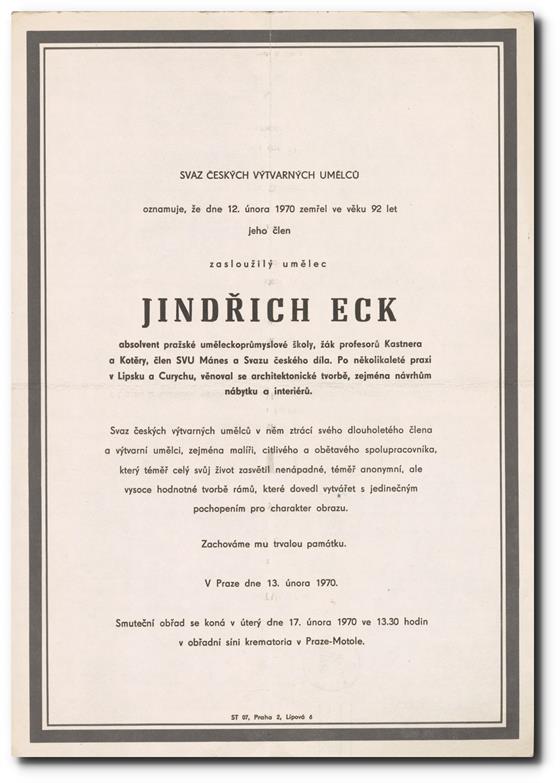 SVAZ ČESKÝCH VÝTVARNÝCH UMĚLCŮ
oznamuje, že dne 12. února 1970 zemřel ve věku 92 let
jeho člen
zasloužilý umělec
JINDŘICH ECK
absolvent pražské uměleckoprůmyslové školy, žák profesorů Kastnera
a Kotěry, člen SVU Mánes a Svazu českého díla. Po několikaleté praxi
v Lipsku a Curychu, věnoval se architektonické tvorbě, zejména návrhům
nábytku a interiérů.
Svaz českých výtvarných umělců v něm ztrácí svého dlouholetého člena
a výtvarní umělci, zejména malíři, citlivého a obětavého spolupracovníka,
který téměř celý svůj život zasvětil nenápadné, téměř anonymní, ale
vysoce hodnotné tvorbě rámů, které dovedl vytvářet s jedinečným
pochopením pro charakter obrazu.
Zachováme mu trvalou památku.
V Praze dne 13. února 1970.
Smuteční obřad se koná v úterý dne 17. února 1970 ve 13.30 hodin
v obřadní síni krematoria v Praze-Motole.
ST 07, Praha 2, Lípová 6